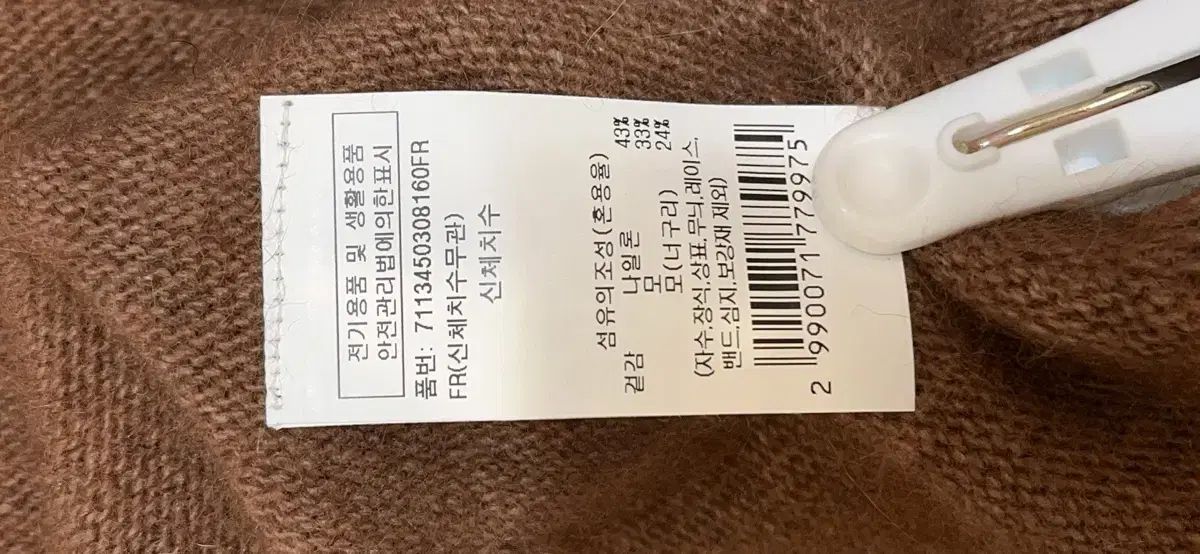 전기용품 및 생활용품
안전관리법에의한표시
품번: 7113450308160FR
FR(신체치수무관)
신체치수
섬유의조성(혼용율)
겉감 나일론 43%
모 33%
모(너구리) 24%
(자수,장식,상표,무늬,레이스,
밴드,심지,보강재 제외)
2 990071 779975